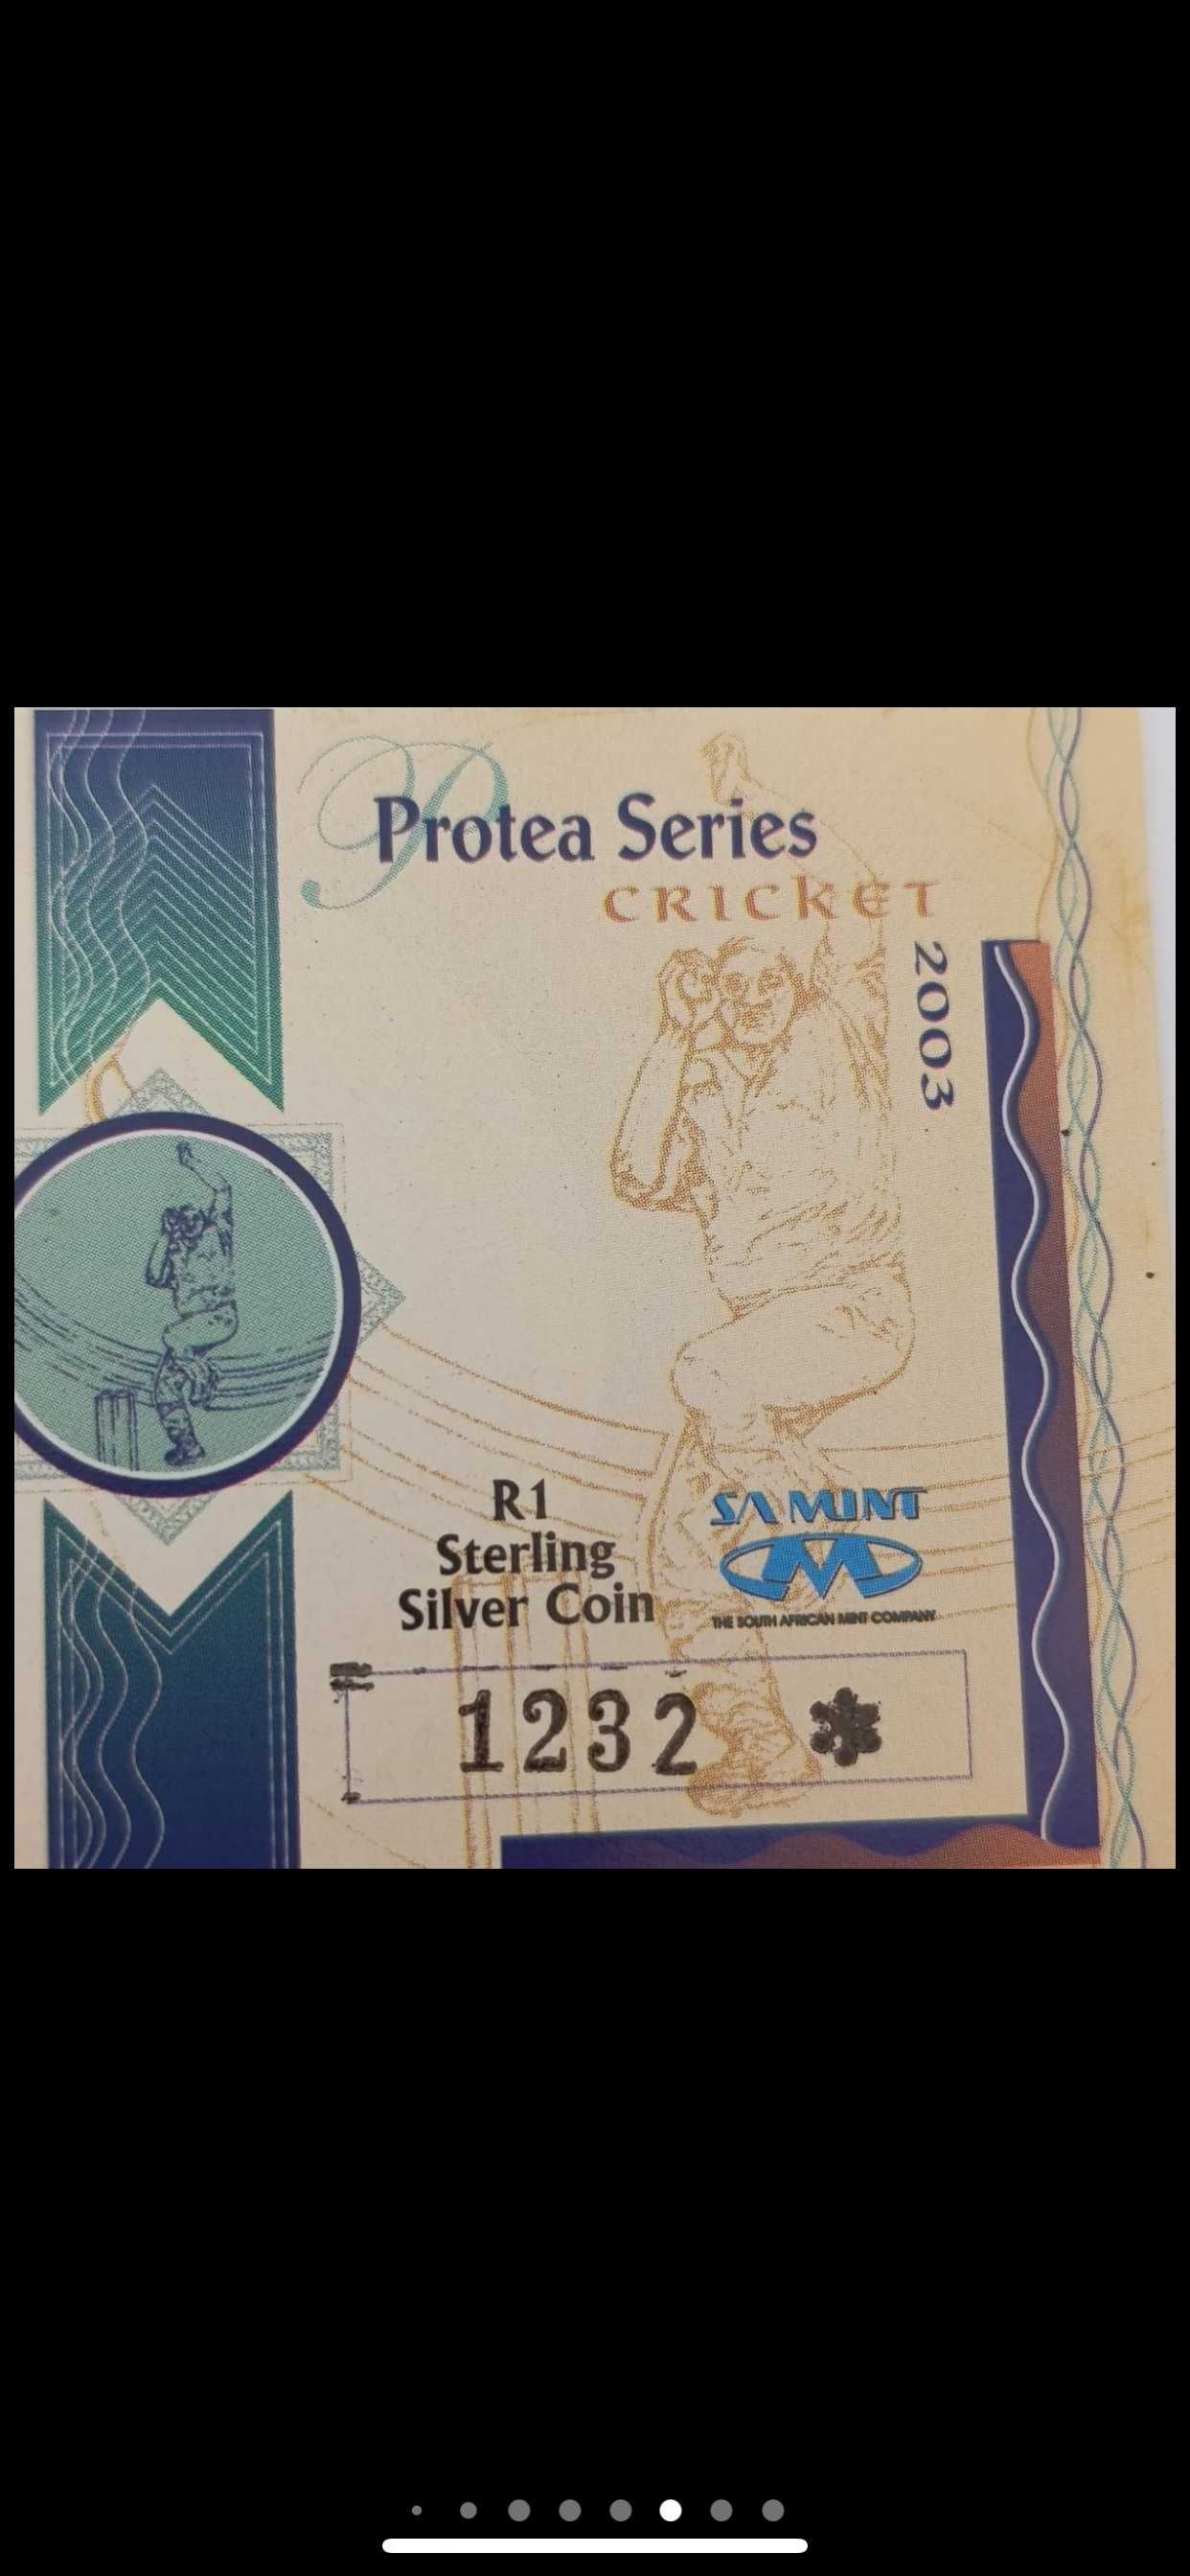 P
Protea Series
CRICKET
2003
R1
Sterling
Silver Coin
SA MINT
M
THE SOUTH AFRICAN MINT COMPANY
1232 *